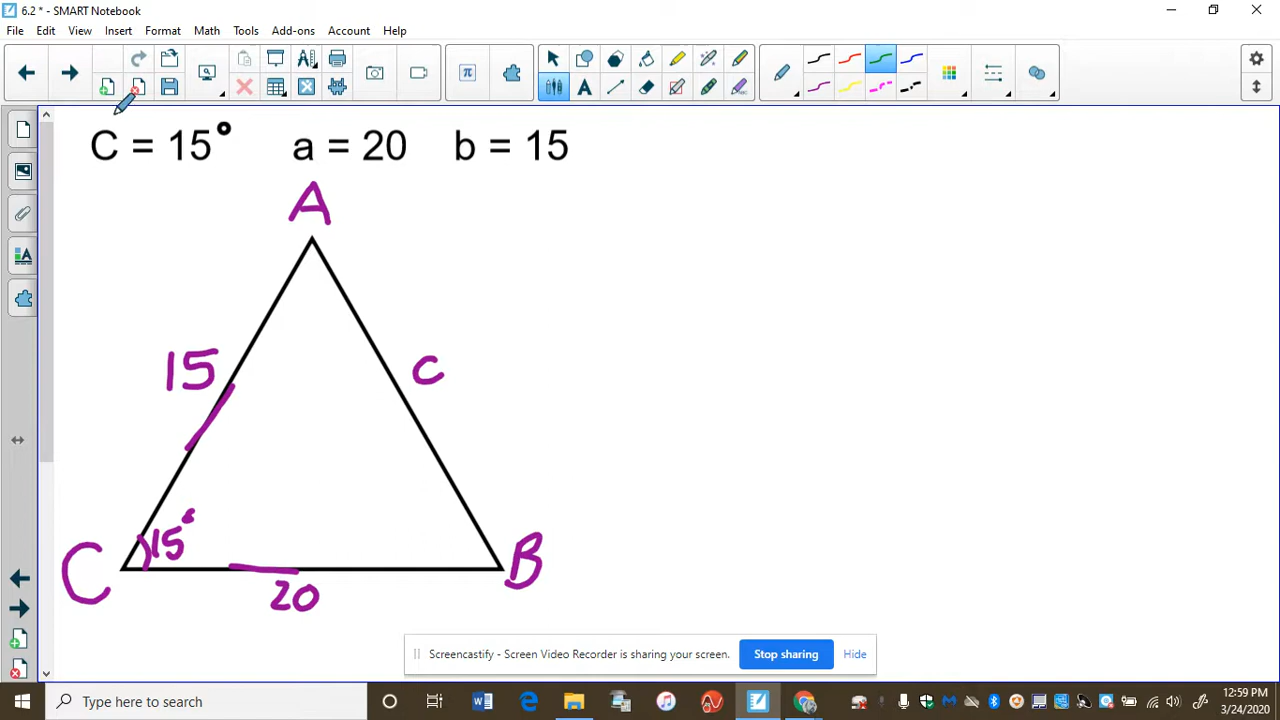 6.2 * - SMART Notebook
File Edit View Insert Format Math Tools Add-ons Account Help
C = 15° a = 20 b = 15
A
15
c
15°
C
B
20
Screencastify - Screen Video Recorder is sharing your screen. Stop sharing Hide
Type here to search
12:59 PM
3/24/2020